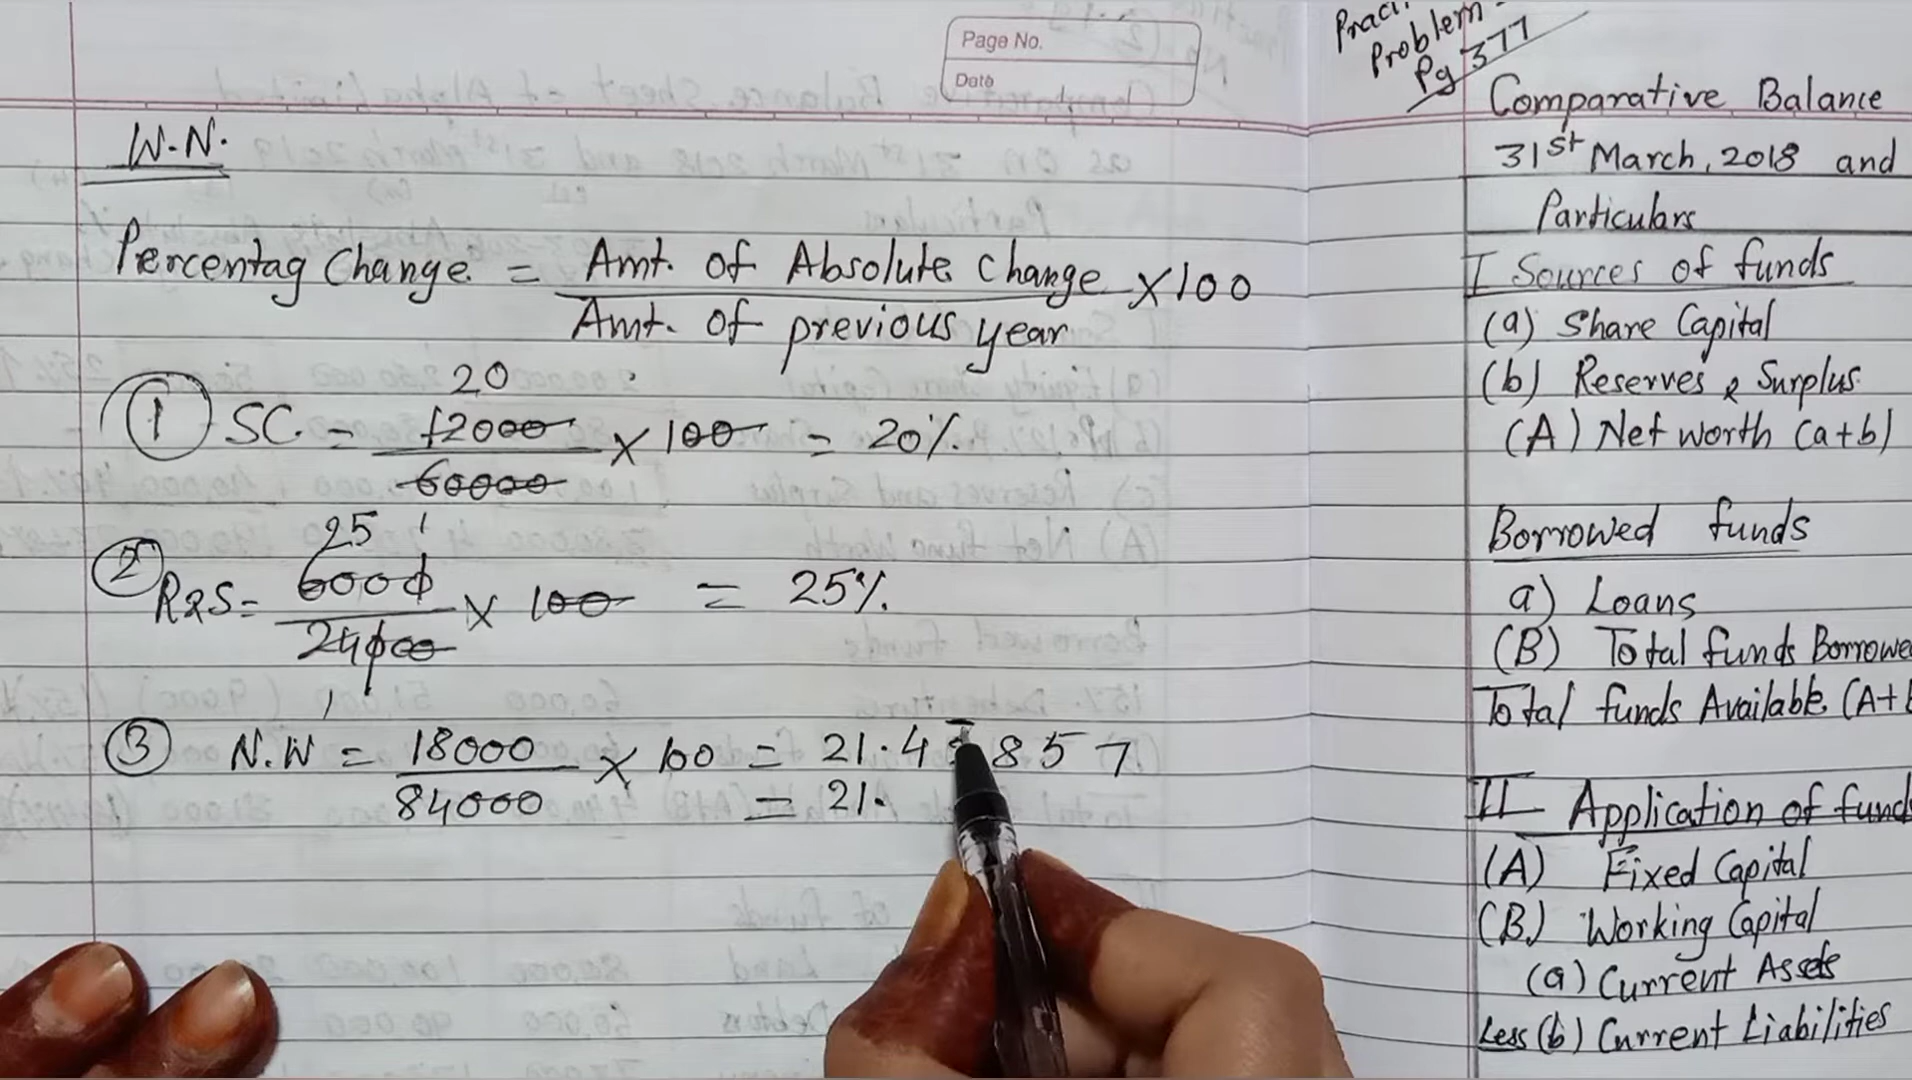 Page No.
Date
W.N.
Percentag Change = Amt. of Absolute Change × 100
Amt. of previous year
20
① SC = 12000 × 100 = 20%
60000
25 1
② R&S = 6000 × 100 = 25%
24000
1
③ N.W = 18000 × 100 = 21.4 857
84000 = 21.
Problem
Pg 377
Comparative Balance
31st March, 2018 and
Particulars
I Sources of funds
(a) Share Capital
(b) Reserves & Surplus
(A) Net worth (a+b)
Borrowed funds
a) Loans
(B) Total funds Borrowe
Total funds Available (A+
II Application of fund
(A) Fixed Capital
(B) Working Capital
(a) Current Assets
Less (b) Current Liabilities